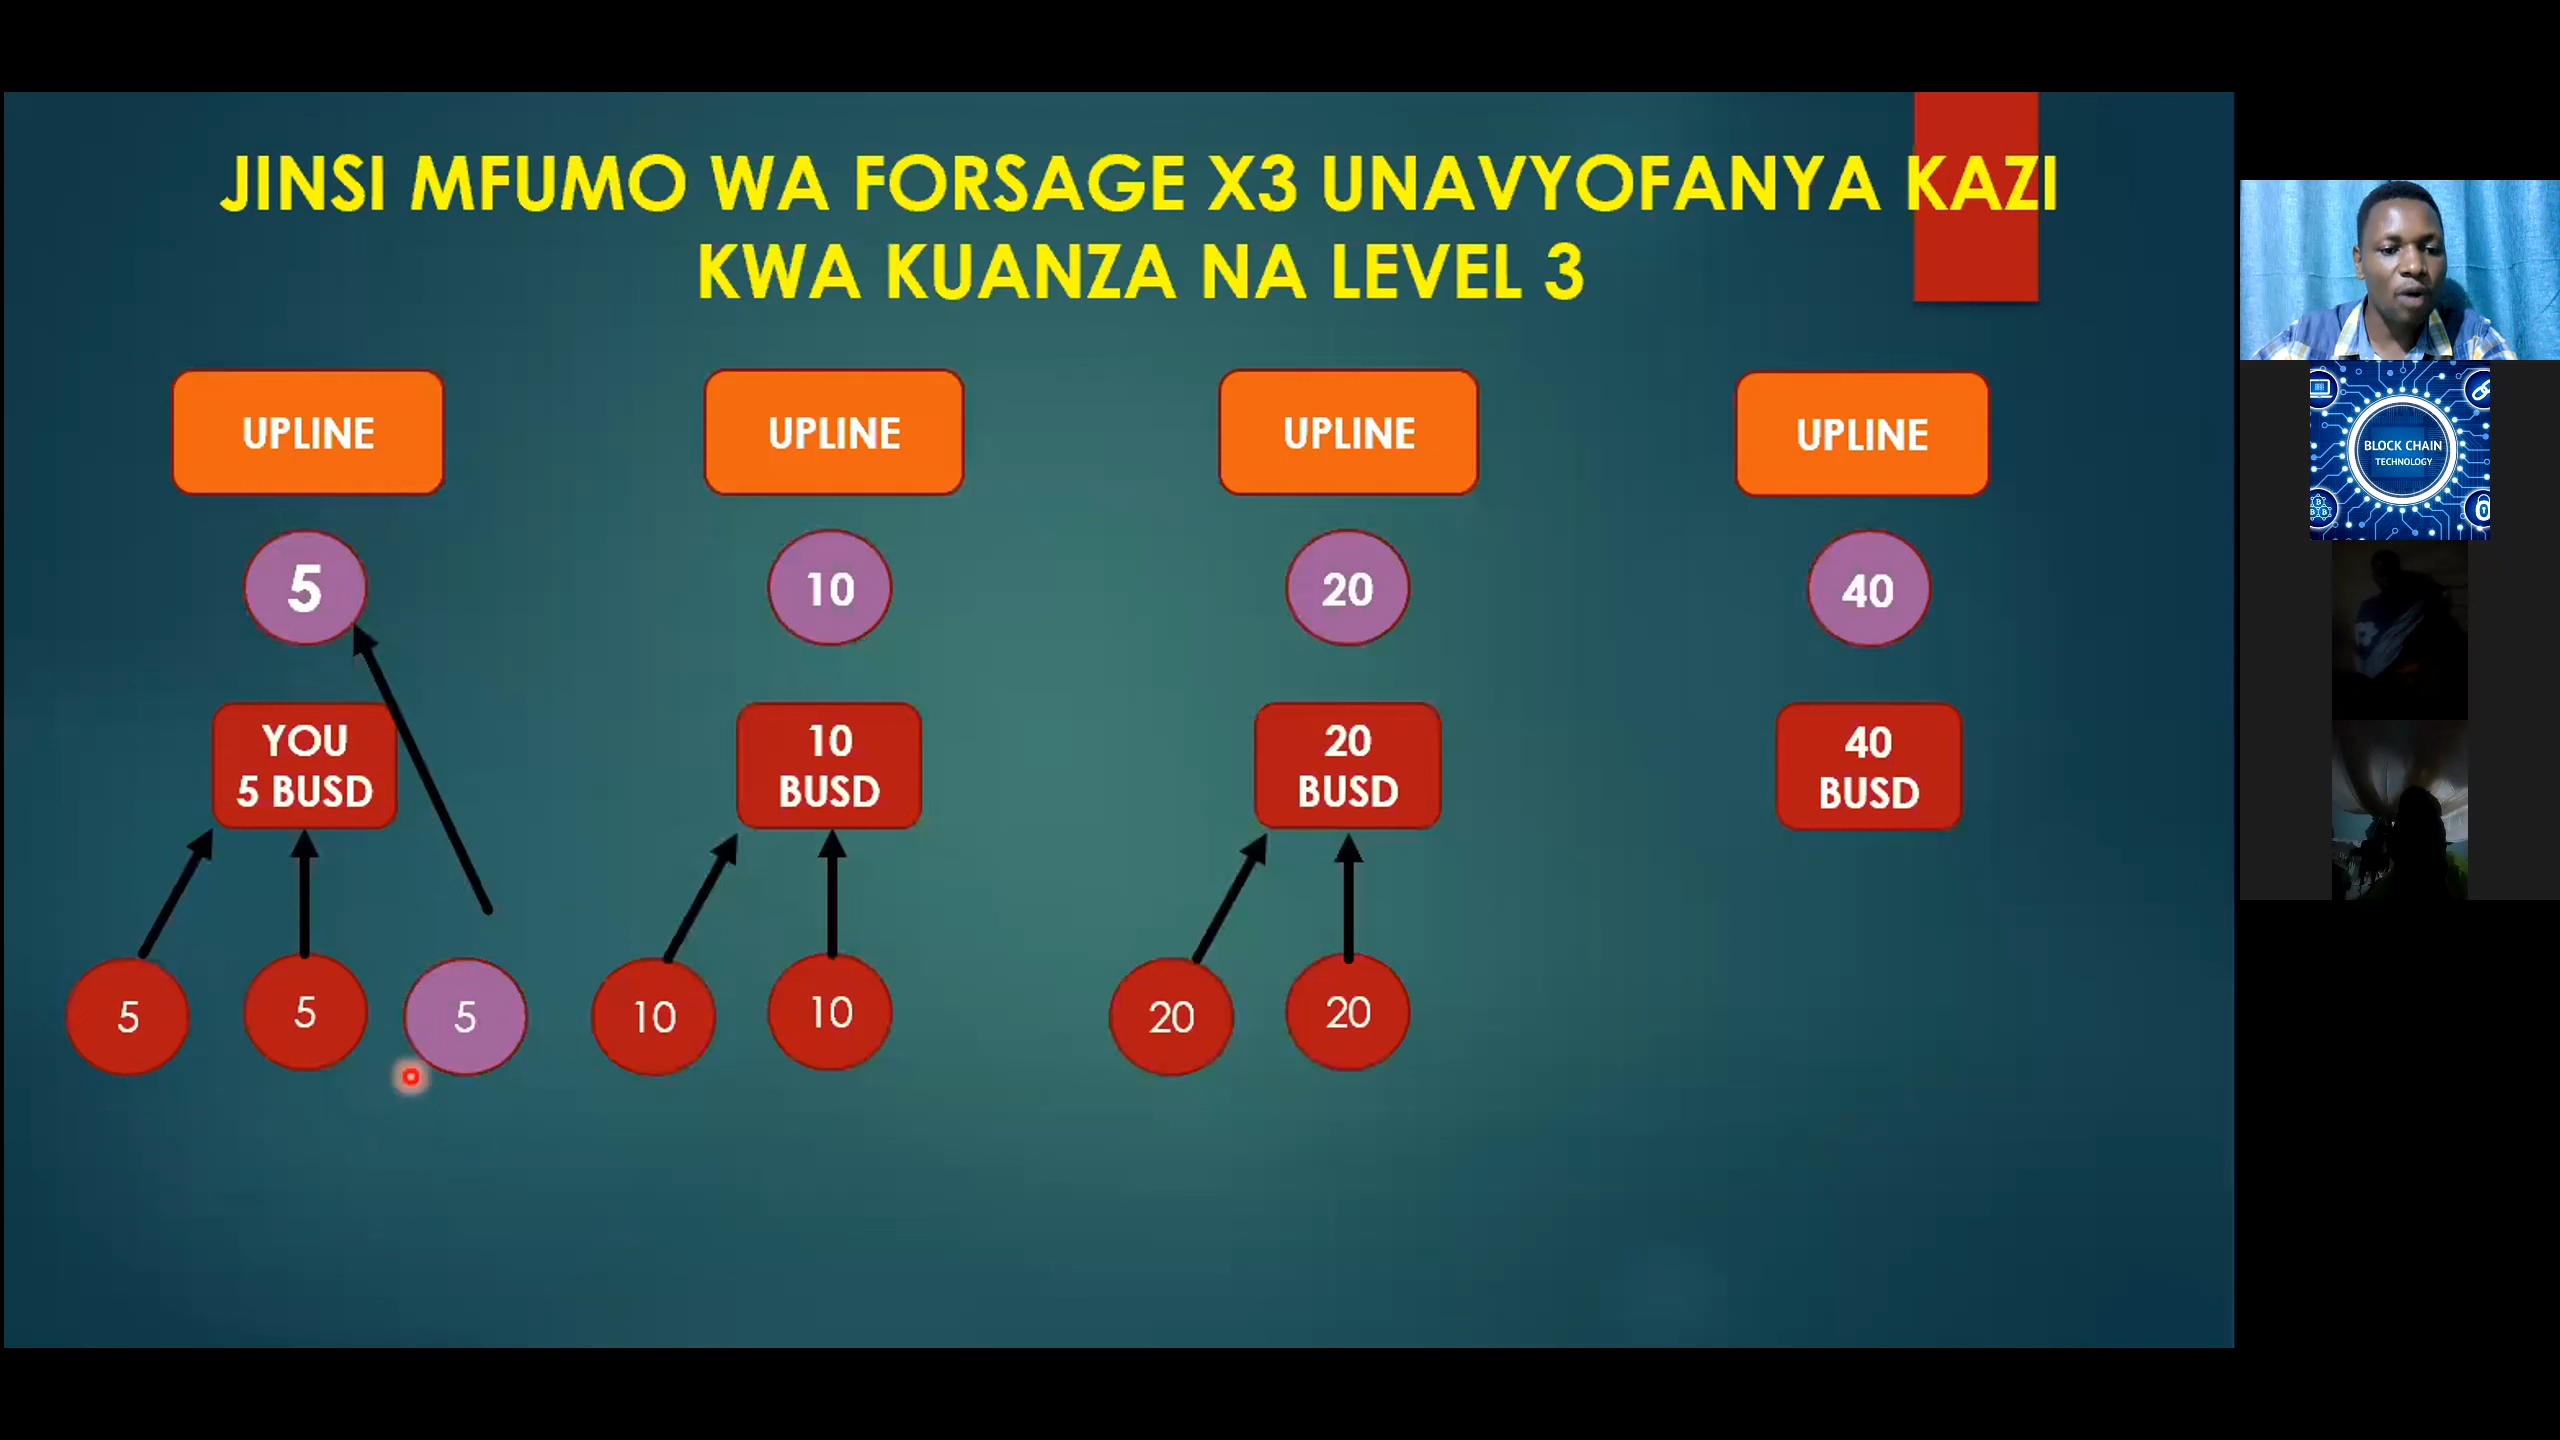 JINSI MFUMO WA FORSAGE X3 UNAVYOFANYA KAZI
KWA KUANZA NA LEVEL 3
UPLINE
UPLINE
UPLINE
UPLINE
5
10
20
40
YOU
5 BUSD
10
BUSD
20
BUSD
40
BUSD
5
5
5
10
10
20
20
BLOCK CHAIN
TECHNOLOGY